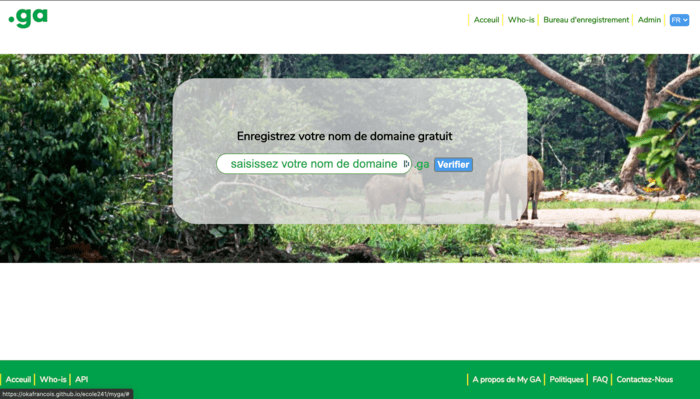 .ga
Acceuil Who-is Bureau d'enregistrement Admin FR
Enregistrez votre nom de domaine gratuit
saisissez votre nom de domaine .ga Verifier
Acceuil Who-is API
A propos de My GA Politiques FAQ Contactez-Nous
https://okafrancois.github.io/ecole241/myga/#